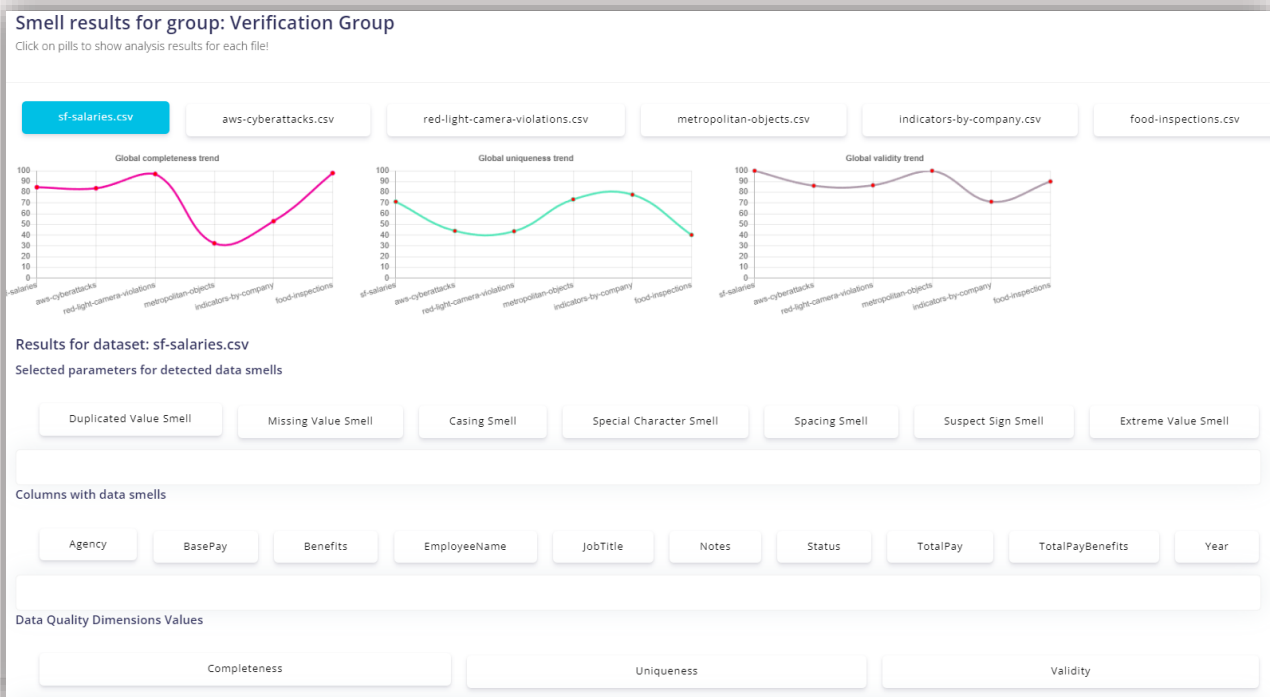 Smell results for group: Verification Group
Click on pills to show analysis results for each file!
sf-salaries.csv aws-cyberattacks.csv red-light-camera-violations.csv metropolitan-objects.csv indicators-by-company.csv food-inspections.csv
Global completeness trend
100
90
80
70
60
50
40
30
20
10
0
f-salaries aws-cyberattacks red-light-camera-violations metropolitan-objects indicators-by-company food-inspections
Global uniqueness trend
100
90
80
70
60
50
40
30
20
10
0
sf-salaries aws-cyberattacks red-light-camera-violations metropolitan-objects indicators-by-company food-inspections
Global validity trend
100
90
80
70
60
50
40
30
20
10
0
sf-salaries aws-cyberattacks red-light-camera-violations metropolitan-objects indicators-by-company food-inspections
Results for dataset: sf-salaries.csv
Selected parameters for detected data smells
Duplicated Value Smell Missing Value Smell Casing Smell Special Character Smell Spacing Smell Suspect Sign Smell Extreme Value Smell
Columns with data smells
Agency BasePay Benefits EmployeeName JobTitle Notes Status TotalPay TotalPayBenefits Year
Data Quality Dimensions Values
Completeness Uniqueness Validity